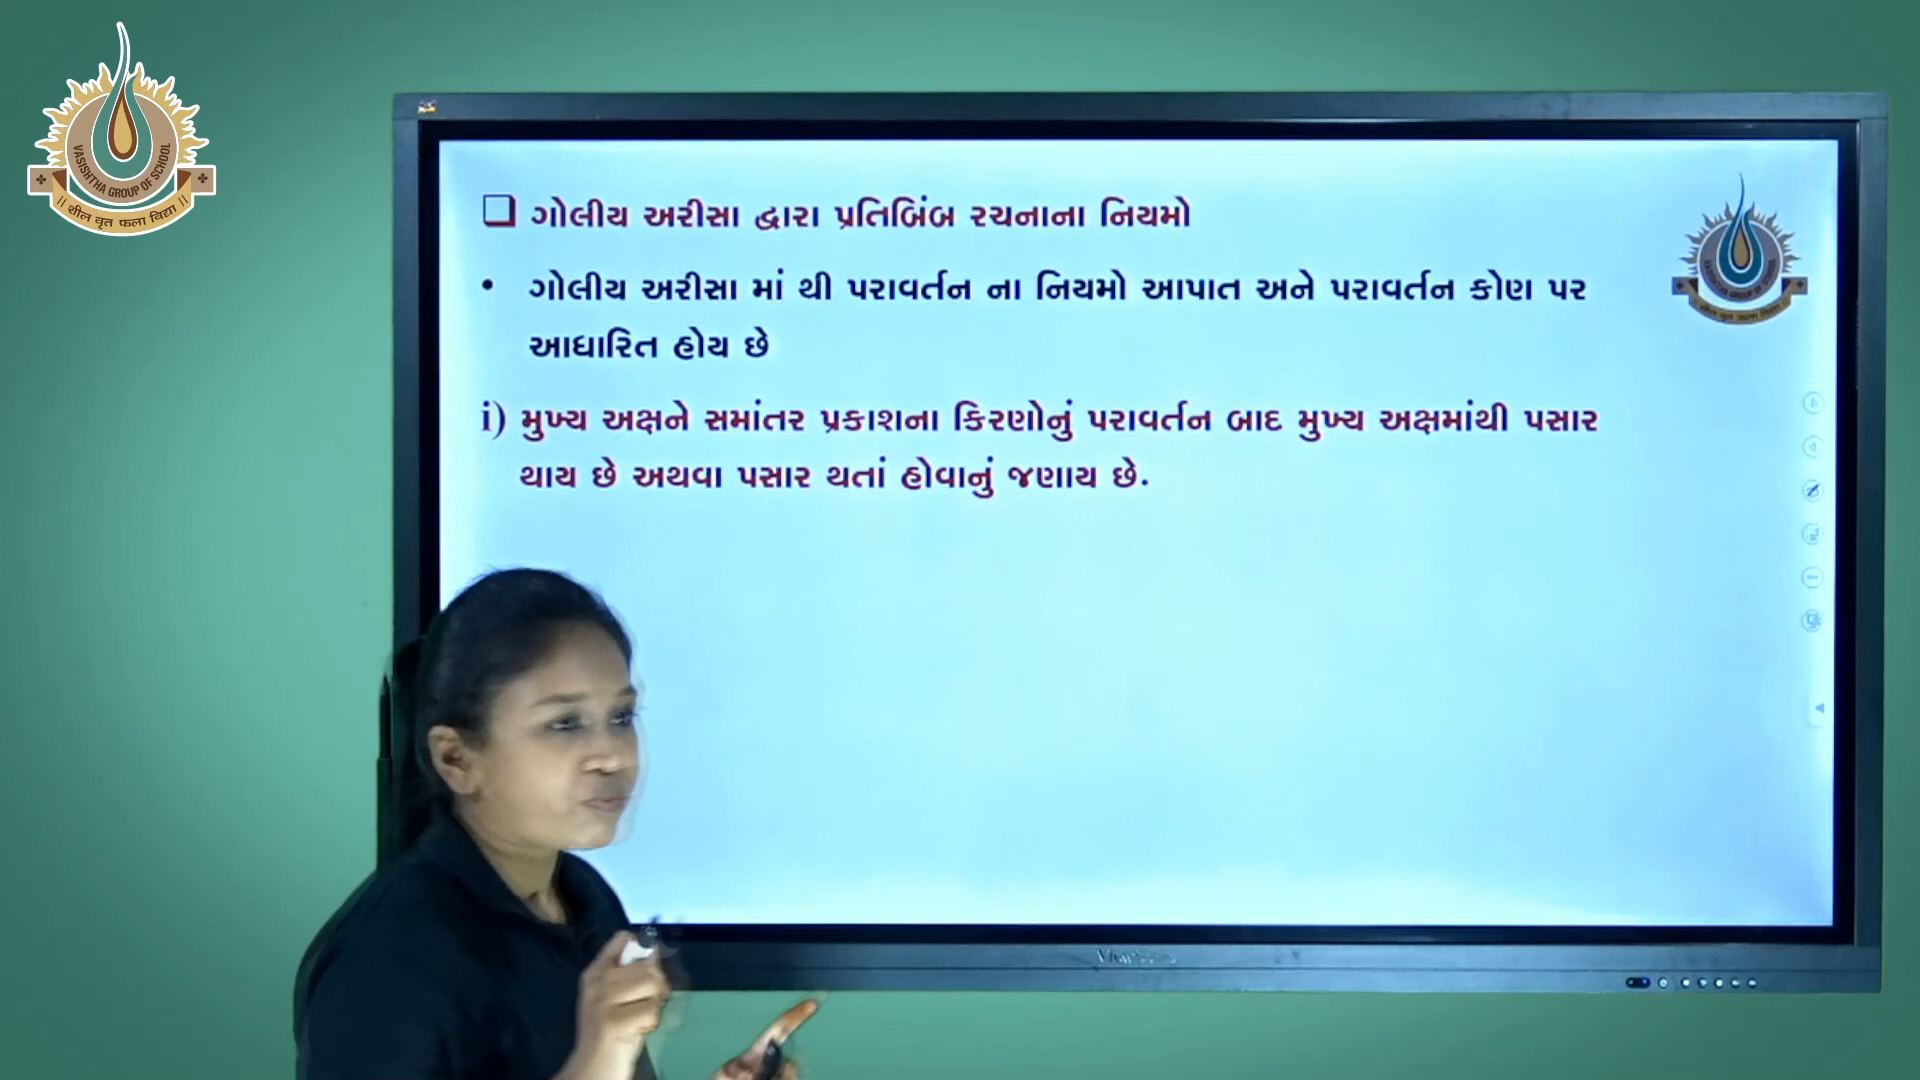 VASISHTHA GROUP OF SCHOOL
|| शील वृत फला विद्या ||
ગોલીય અરીસા દ્વારા પ્રતિબિંબ રચનાના નિયમો
• ગોલીય અરીસા માં થી પરાવર્તન ના નિયમો આપાત અને પરાવર્તન કોણ પર
આધારિત હોય છે
i) મુખ્ય અક્ષને સમાંતર પ્રકાશના કિરણોનું પરાવર્તન બાદ મુખ્ય અક્ષમાંથી પસાર
થાય છે અથવા પસાર થતાં હોવાનું જણાય છે.